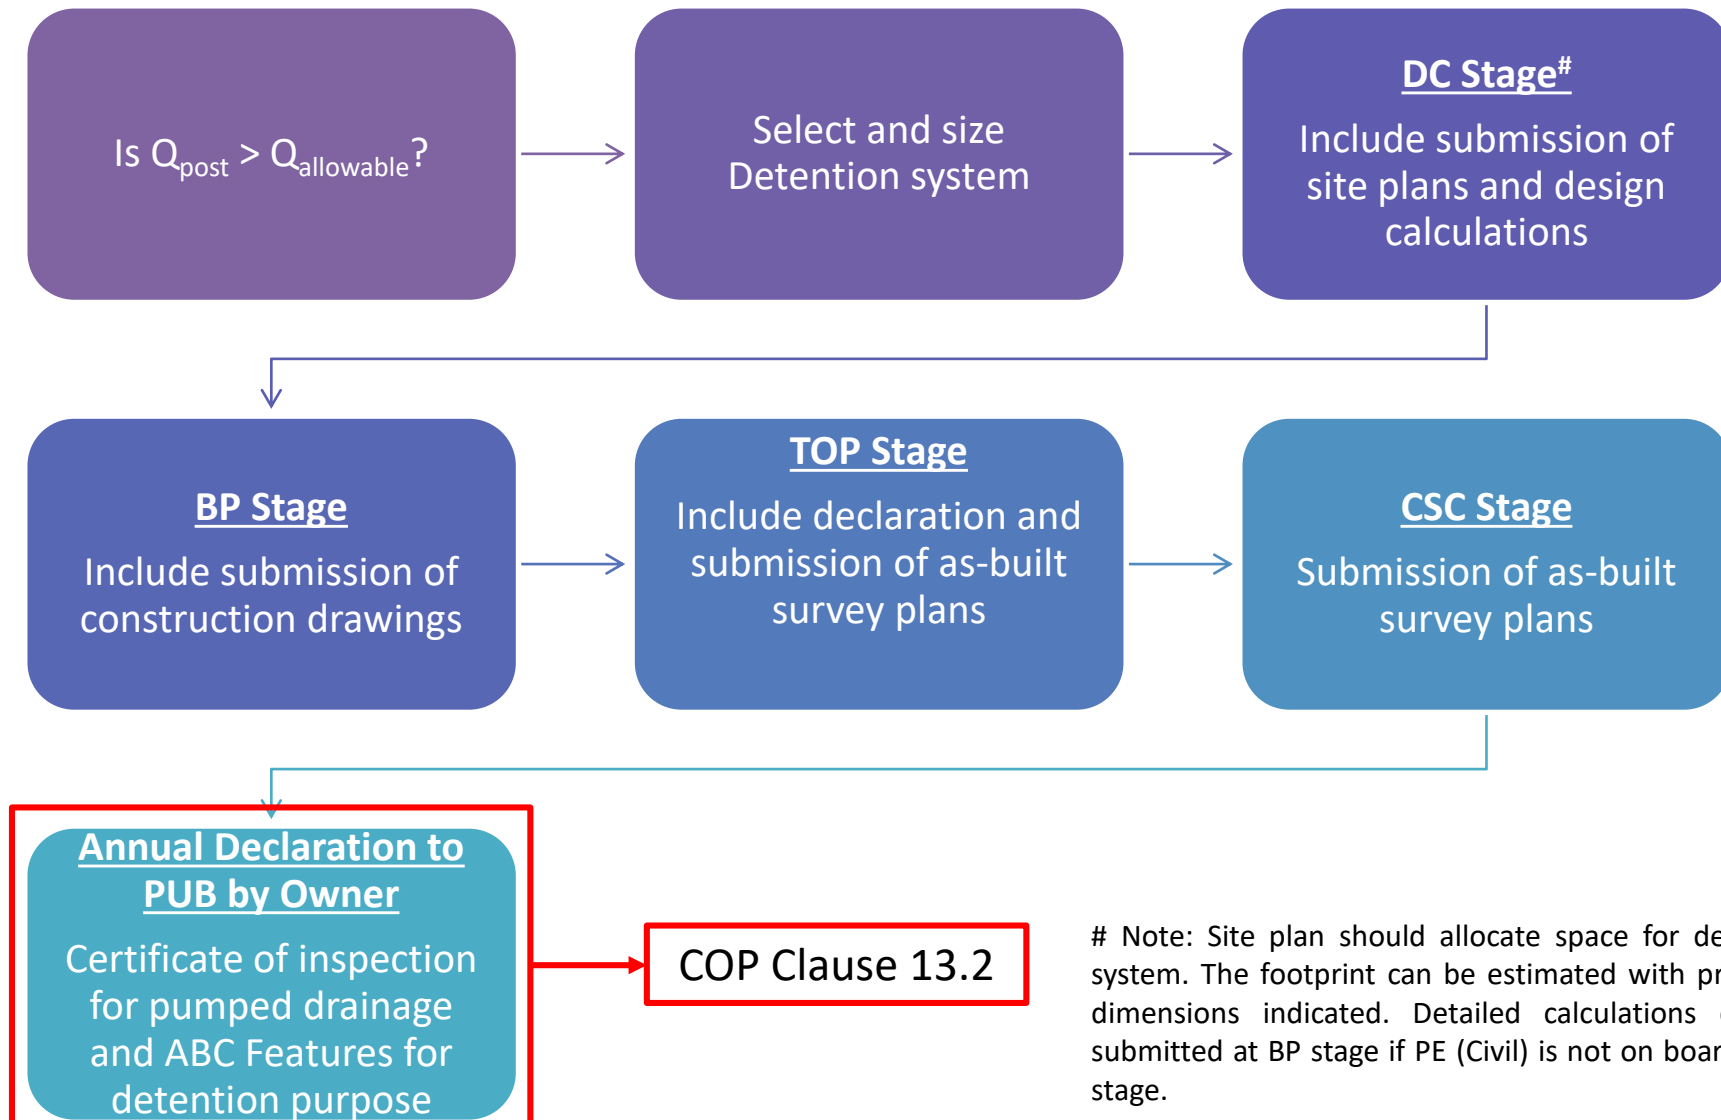 Is Qpost > Qallowable?
Select and size
Detention system
DC Stage#
Include submission of
site plans and design
calculations
BP Stage
Include submission of
construction drawings
TOP Stage
Include declaration and
submission of as-built
survey plans
CSC Stage
Submission of as-built
survey plans
Annual Declaration to
PUB by Owner
Certificate of inspection
for pumped drainage
and ABC Features for
detention purpose
COP Clause 13.2
# Note: Site plan should allocate space for
system. The footprint can be estimated with
dimensions indicated. Detailed calculations
submitted at BP stage if PE (Civil) is not on
stage.